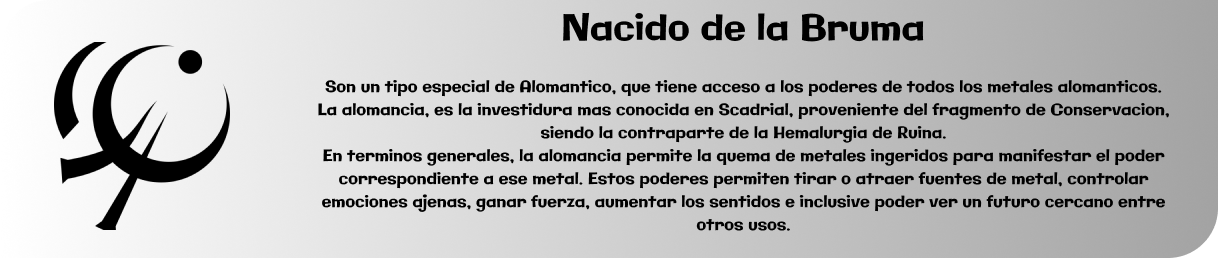 Nacido de la Bruma
Son un tipo especial de Alomantico, que tiene acceso a los poderes de todos los metales alomanticos.
La alomancia, es la investidura mas conocida en Scadrial, proveniente del fragmento de Conservacion,
siendo la contraparte de la Hemalurgia de Ruina.
En terminos generales, la alomancia permite la quema de metales ingeridos para manifestar el poder
correspondiente a ese metal. Estos poderes permiten tirar o atraer fuentes de metal, controlar
emociones ajenas, ganar fuerza, aumentar los sentidos e inclusive poder ver un futuro cercano entre
otros usos.